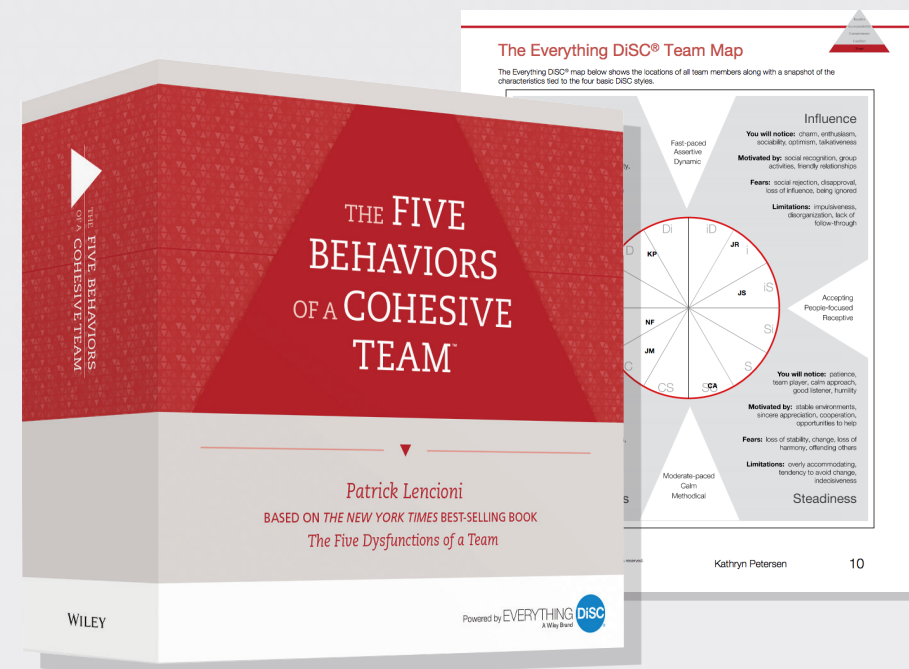 THE FIVE BEHAVIORS
OF A COHESIVE TEAM
THE FIVE
BEHAVIORS
OF A COHESIVE
TEAM™
Patrick Lencioni
BASED ON THE NEW YORK TIMES BEST-SELLING BOOK
The Five Dysfunctions of a Team
WILEY
Powered by EVERYTHING DiSC
A Wiley Brand
The Everything DiSC® Team Map
The Everything DiSC® map below shows the locations of all team members along with a snapshot of the
characteristics tied to the four basic DiSC styles.
Fast-paced
Assertive
Dynamic
Influence
You will notice: charm, enthusiasm,
sociability, optimism, talkativeness
Motivated by: social recognition, group
activities, friendly relationships
Fears: social rejection, disapproval,
loss of influence, being ignored
Limitations: impulsiveness,
disorganization, lack of
follow-through
Di
iD
D
KP
JR
i
JS
iS
NF
Si
JM
C
S
CS
CA
Accepting
People-focused
Receptive
You will notice: patience,
team player, calm approach,
good listener, humility
Motivated by: stable environments,
sincere appreciation, cooperation,
opportunities to help
Fears: loss of stability, change, loss of
harmony, offending others
Limitations: overly accommodating,
tendency to avoid change,
indecisiveness
Steadiness
Moderate-paced
Calm
Methodical
Kathryn Petersen
10